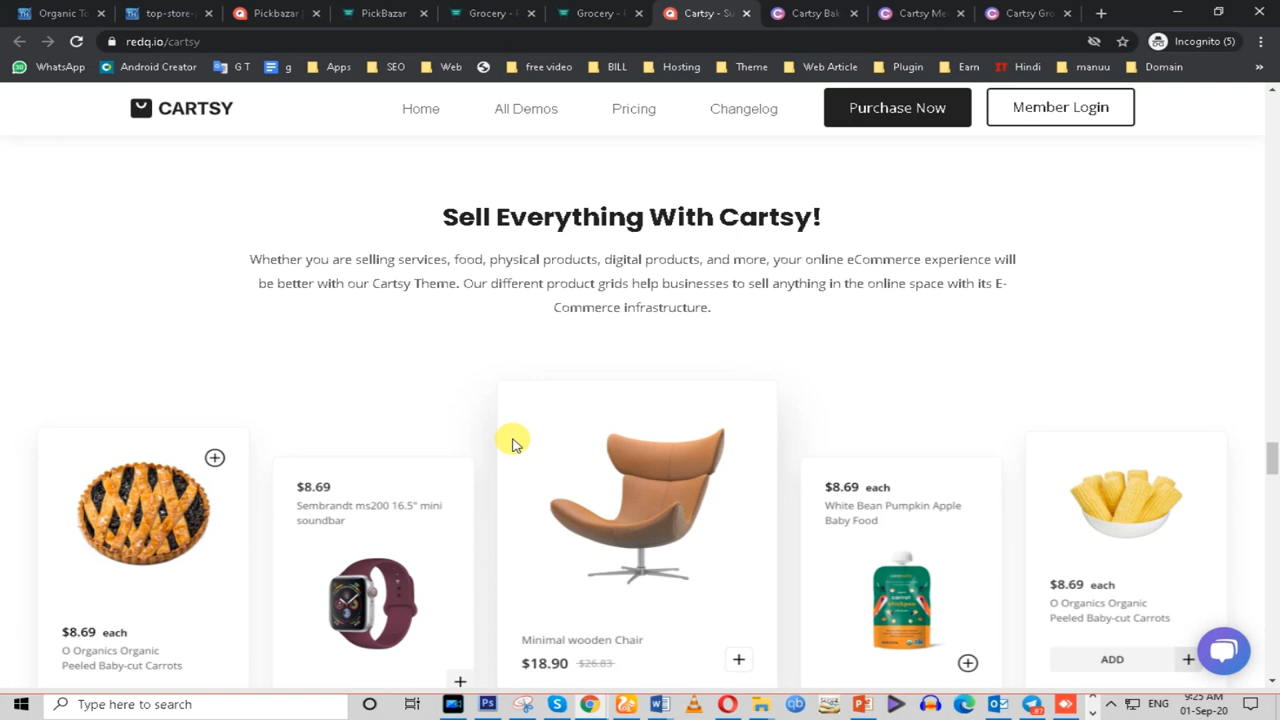 Organic To
top-store-
Pickbazar
PickBazar
Grocery -
Grocery -
Cartsy - Su
Cartsy Bak
Cartsy Me
Cartsy Gro
redq.io/cartsy
Incognito (5)
WhatsApp
Android Creator
G T
g
Apps
SEO
Web
free video
BILL
Hosting
Theme
Web Article
Plugin
Earn
IT Hindi
manuu
Domain
CARTSY
Home
All Demos
Pricing
Changelog
Purchase Now
Member Login
Sell Everything With Cartsy!
Whether you are selling services, food, physical products, digital products, and more, your online eCommerce experience will
be better with our Cartsy Theme. Our different product grids help businesses to sell anything in the online space with its E-
Commerce infrastructure.
$8.69 each
O Organics Organic
Peeled Baby-cut Carrots
$8.69
Sembrandt ms200 16.5" mini
soundbar
Minimal wooden Chair
$18.90 $26.83
$8.69 each
White Bean Pumpkin Apple
Baby Food
$8.69 each
O Organics Organic
Peeled Baby-cut Carrots
ADD
Type here to search
ENG
9:25 AM
01-Sep-20